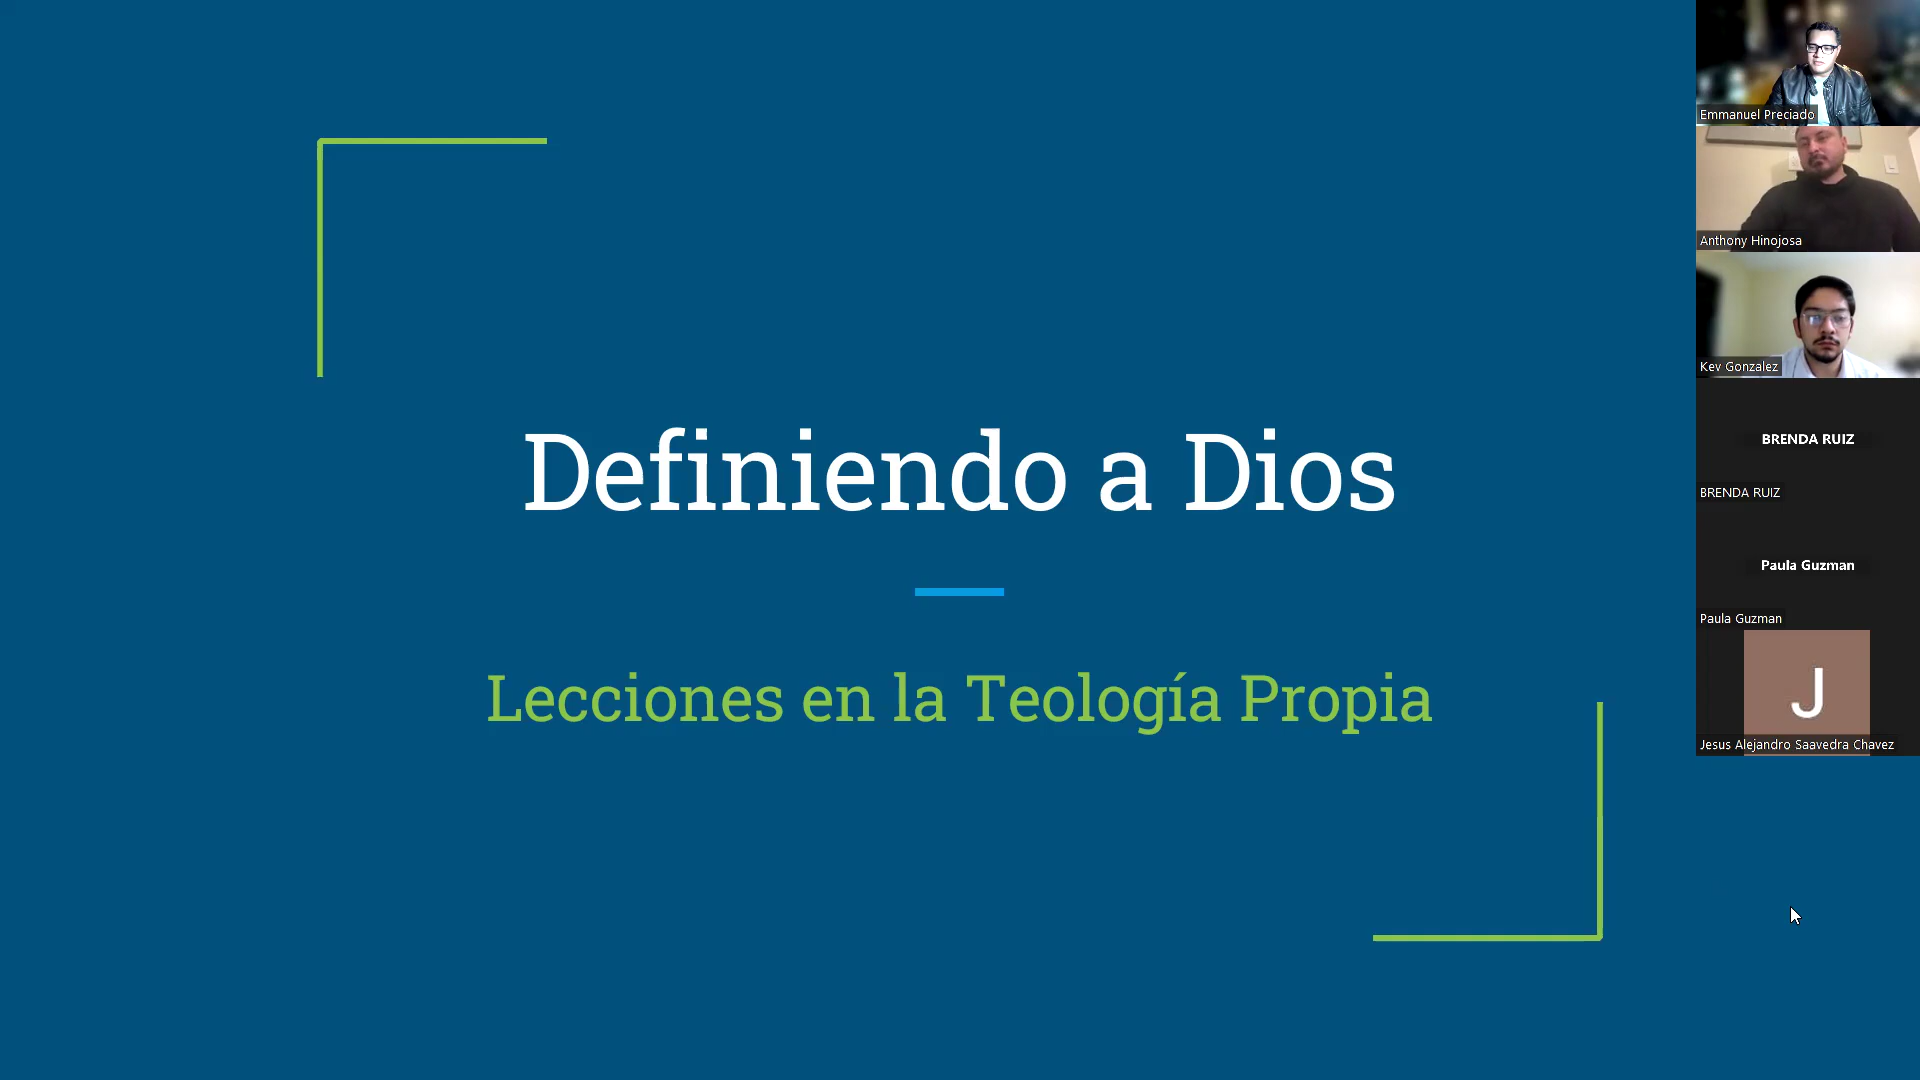 Definiendo a Dios
Lecciones en la Teología Propia
Emmanuel Preciado
Anthony Hinojosa
Kev Gonzalez
BRENDA RUIZ
BRENDA RUIZ
Paula Guzman
Paula Guzman
J
Jesus Alejandro Saavedra Chavez